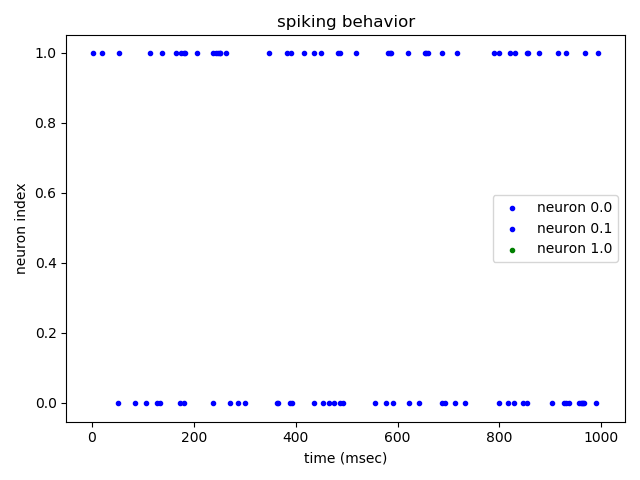 spiking behavior
1.0
0.8
0.6
0.4
0.2
0.0
neuron index
neuron 0.0
neuron 0.1
neuron 1.0
0
200
400
600
800
1000
time (msec)